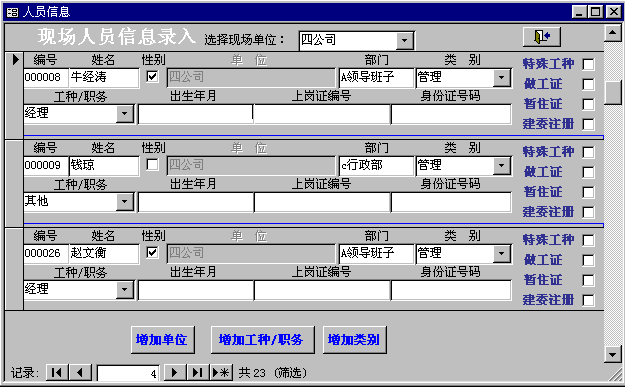 人员信息
现场人员信息录入 选择现场单位： 四公司
编号 姓名 性别 单 位 部门 类 别 特殊工种
000008 牛经涛 四公司 A领导班子 管理 做工证
工种/职务 出生年月 上岗证编号 身份证号码 暂住证
经理 建委注册
编号 姓名 性别 单 位 部门 类 别 特殊工种
000009 钱琼 四公司 c行政部 管理 做工证
工种/职务 出生年月 上岗证编号 身份证号码 暂住证
其他 建委注册
编号 姓名 性别 单 位 部门 类 别 特殊工种
000026 赵文衡 四公司 A领导班子 管理 做工证
工种/职务 出生年月 上岗证编号 身份证号码 暂住证
经理 建委注册
增加单位 增加工种/职务 增加类别
记录： 4 共 23 (筛选)